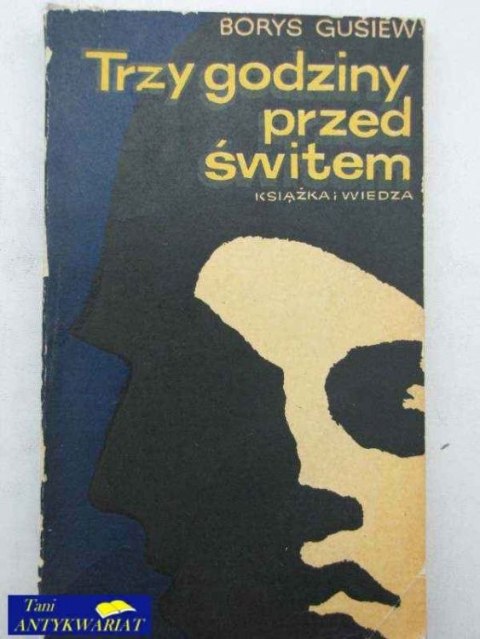 BORYS GUSIEW
Trzy godziny
przed
świtem
KSIĄŻKA i WIEDZA
Tani
ANTYKWARIAT